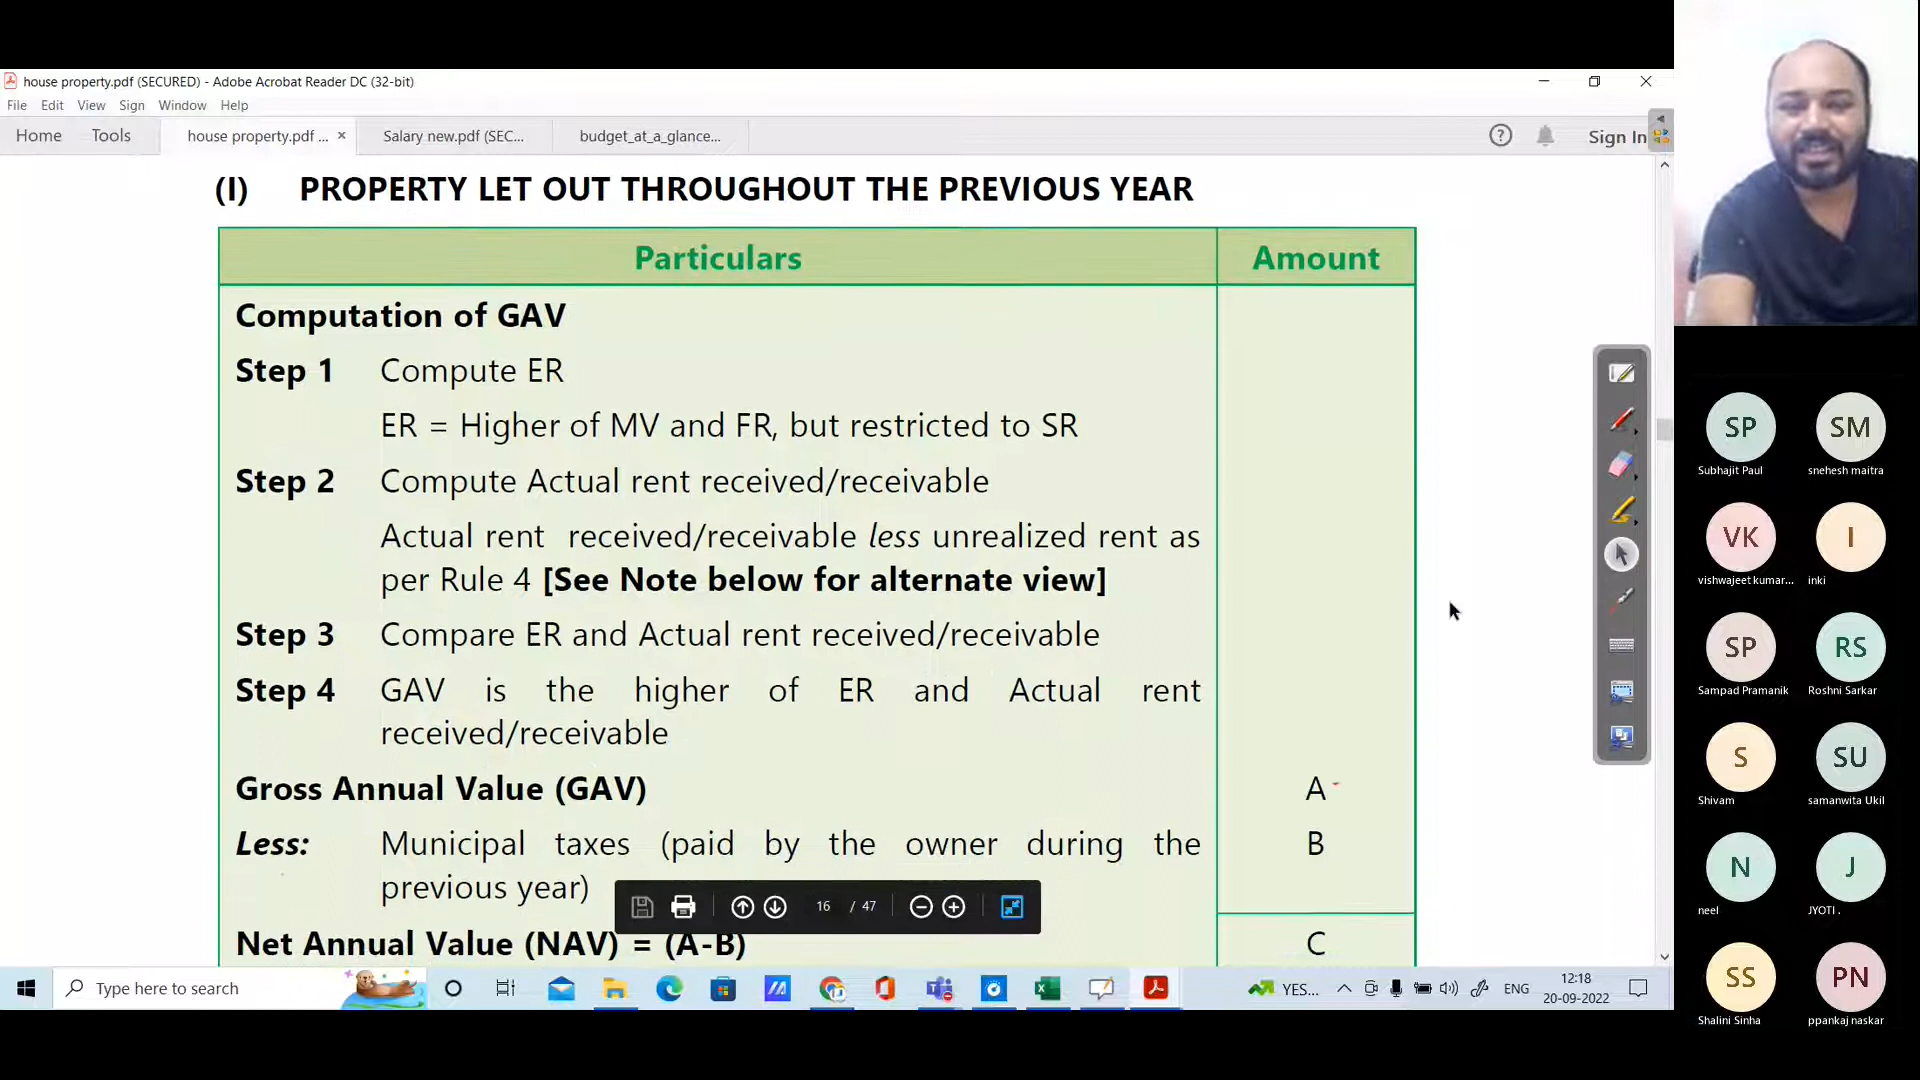 house property.pdf (SECURED) - Adobe Acrobat Reader DC (32-bit)
File Edit View Sign Window Help
Home Tools house property.pdf ... × Salary new.pdf (SEC... budget_at_a_glance... Sign In
(I) PROPERTY LET OUT THROUGHOUT THE PREVIOUS YEAR
Particulars Amount
Computation of GAV
Step 1 Compute ER
ER = Higher of MV and FR, but restricted to SR
Step 2 Compute Actual rent received/receivable
Actual rent received/receivable less unrealized rent as
per Rule 4 [See Note below for alternate view]
Step 3 Compare ER and Actual rent received/receivable
Step 4 GAV is the higher of ER and Actual rent
received/receivable
Gross Annual Value (GAV) A
Less: Municipal taxes (paid by the owner during the B
previous year)
16 / 47
Net Annual Value (NAV) = (A-B) C
Type here to search
YES...
ENG
12:18
20-09-2022
SP SM
Subhajit Paul snehesh maitra
VK I
vishwajeet kumar... inki
SP RS
Sampad Pramanik Roshni Sarkar
S SU
Shivam samanwita Ukil
N J
neel JYOTI .
SS PN
Shalini Sinha ppankaj naskar